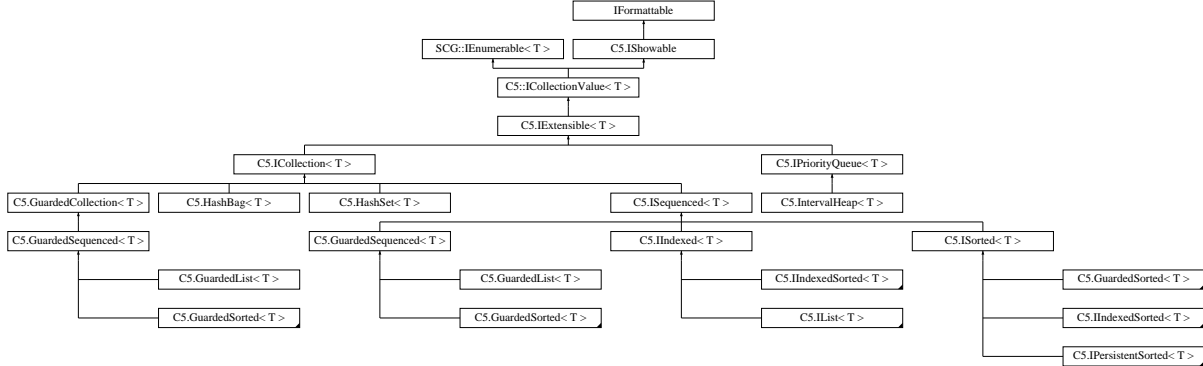 IFormattable
SCG::IEnumerable< T >
C5.IShowable
C5::ICollectionValue< T >
C5.IExtensible< T >
C5.ICollection< T >
C5.IPriorityQueue< T >
C5.GuardedCollection< T >
C5.HashBag< T >
C5.HashSet< T >
C5.ISequenced< T >
C5.IntervalHeap< T >
C5.GuardedSequenced< T >
C5.GuardedSequenced< T >
C5.IIndexed< T >
C5.ISorted< T >
C5.GuardedList< T >
C5.GuardedList< T >
C5.IIndexedSorted< T >
C5.GuardedSorted< T >
C5.GuardedSorted< T >
C5.GuardedSorted< T >
C5.IList< T >
C5.IIndexedSorted< T >
C5.IPersistentSorted< T >